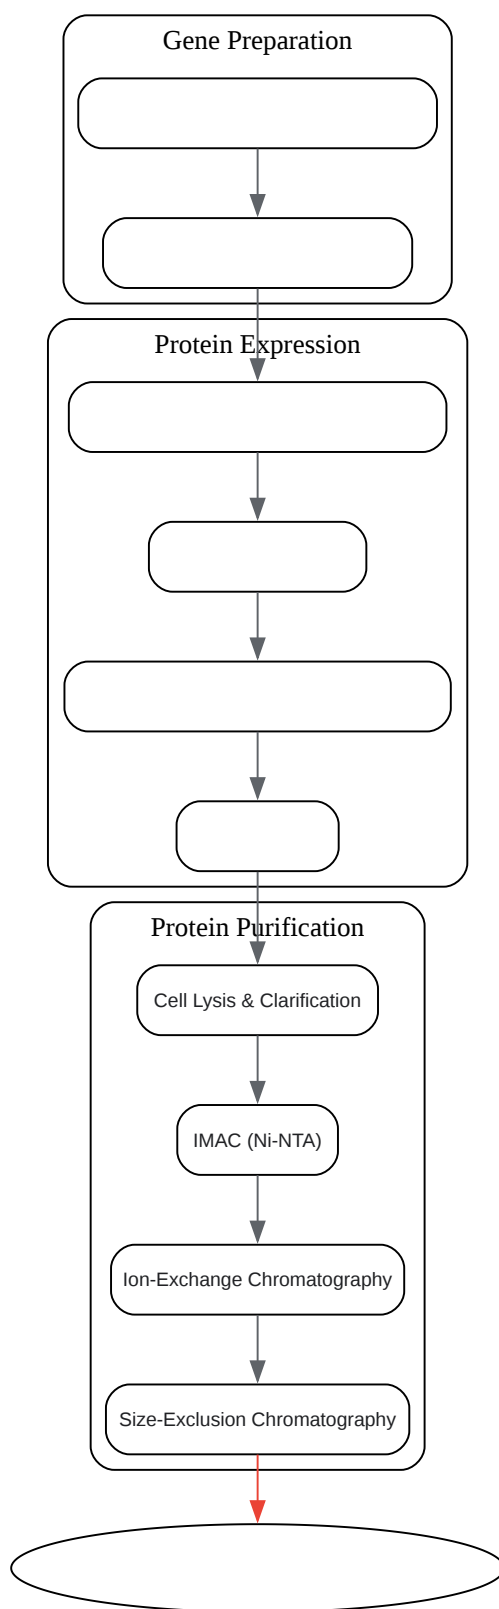 Gene Preparation
Protein Expression
Protein Purification
Cell Lysis & Clarification
IMAC (Ni-NTA)
Ion-Exchange Chromatography
Size-Exclusion Chromatography